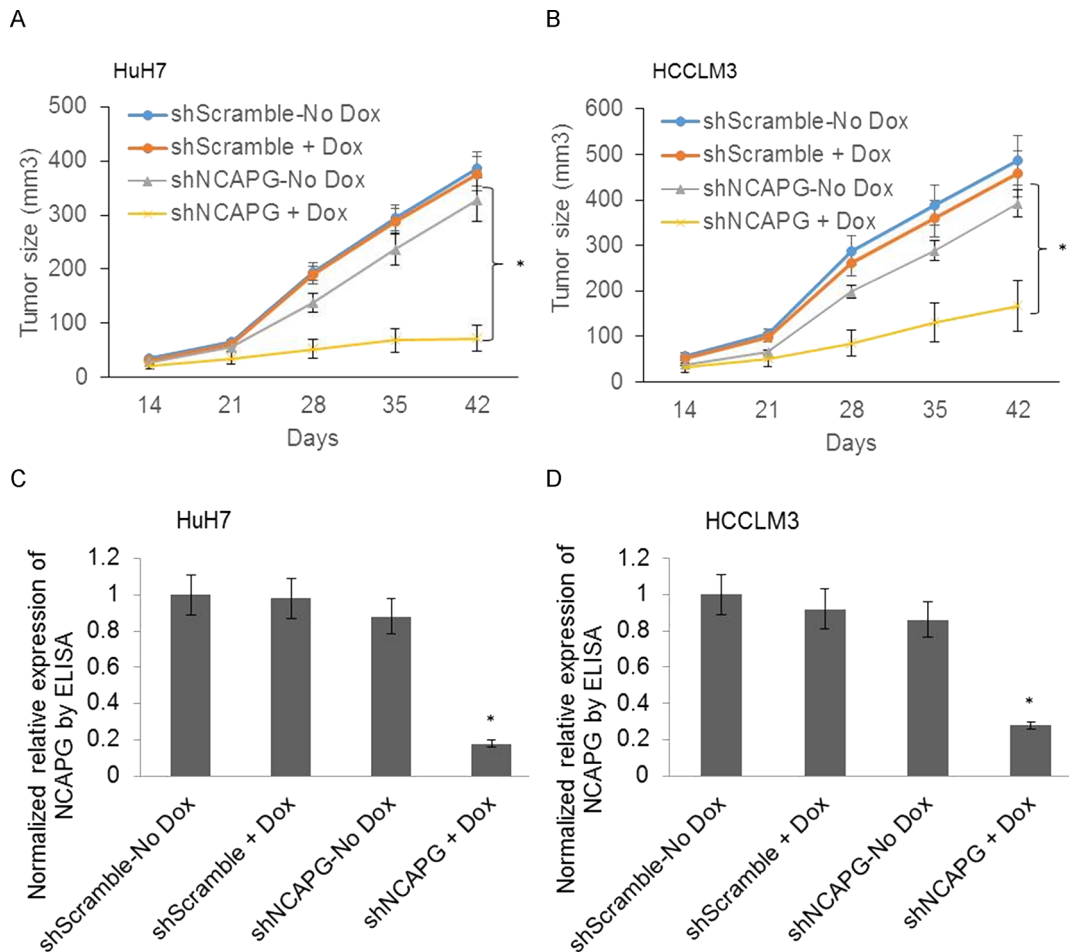 A
HuH7
Tumor size (mm3)
500
400
300
200
100
0
shScramble-No Dox
shScramble + Dox
shNCAPG-No Dox
shNCAPG + Dox
*
14 21 28 35 42
Days
B
HCCLM3
Tumor size (mm3)
600
500
400
300
200
100
0
shScramble-No Dox
shScramble + Dox
shNCAPG-No Dox
shNCAPG + Dox
*
14 21 28 35 42
Days
C
HuH7
Normalized relative expression of
NCAPG by ELISA
1.2
1
0.8
0.6
0.4
0.2
0
*
shScramble-No Dox
shScramble + Dox
shNCAPG-No Dox
shNCAPG + Dox
D
HCCLM3
Normalized relative expression of
NCAPG by ELISA
1.2
1
0.8
0.6
0.4
0.2
0
*
shScramble-No Dox
shScramble + Dox
shNCAPG-No Dox
shNCAPG + Dox